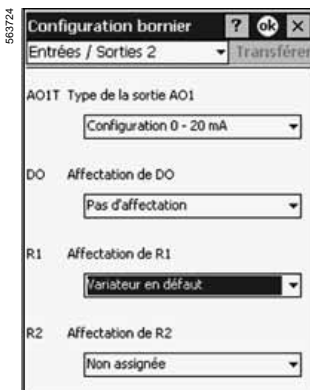 563724
Configuration bornier ? ok ×
Entrées / Sorties 2 Transférer
AO1T Type de la sortie AO1
Configuration 0 - 20 mA
DO Affectation de DO
Pas d'affectation
R1 Affectation de R1
Variateur en défaut
R2 Affectation de R2
Non assignée